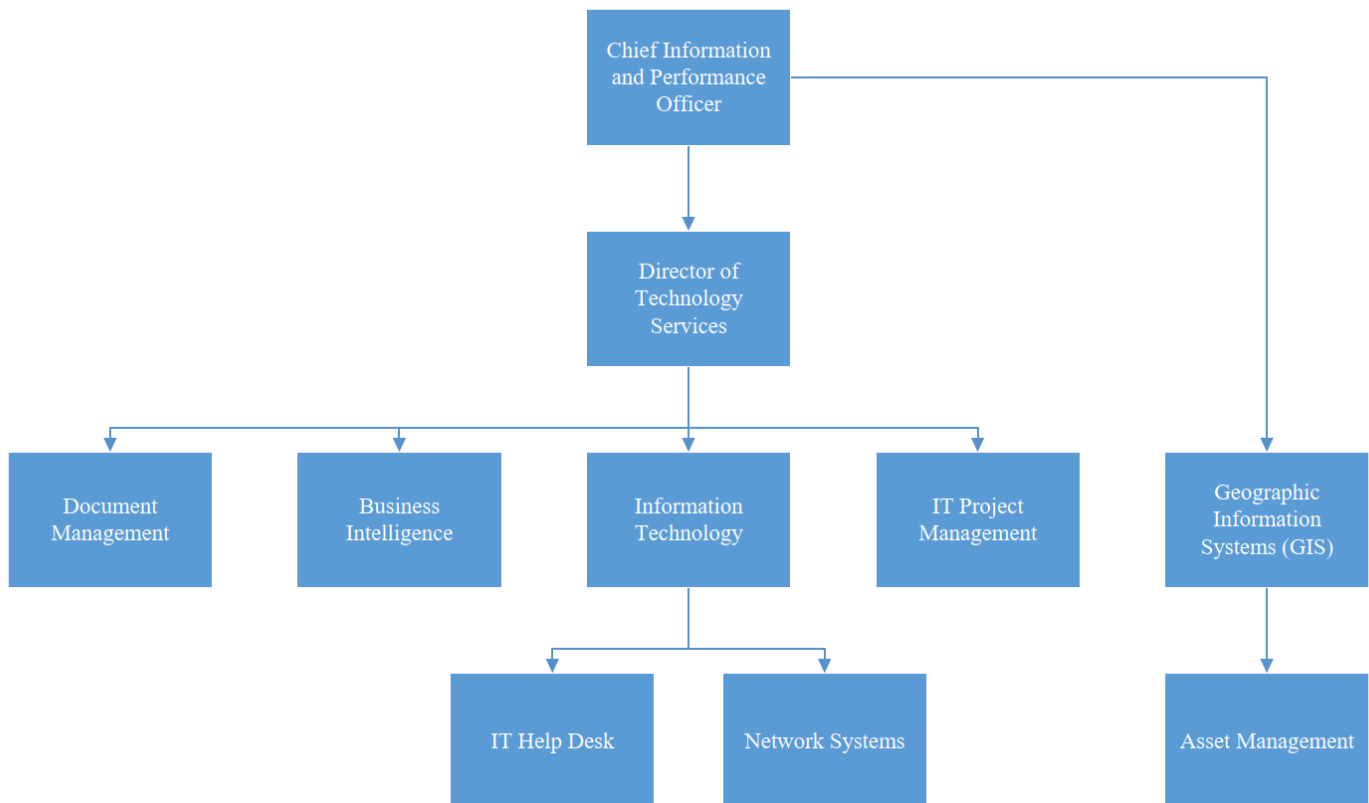 Chief Information
and Performance
Officer
Director of
Technology
Services
Document
Management
Business
Intelligence
Information
Technology
IT Project
Management
Geographic
Information
Systems (GIS)
IT Help Desk
Network Systems
Asset Management